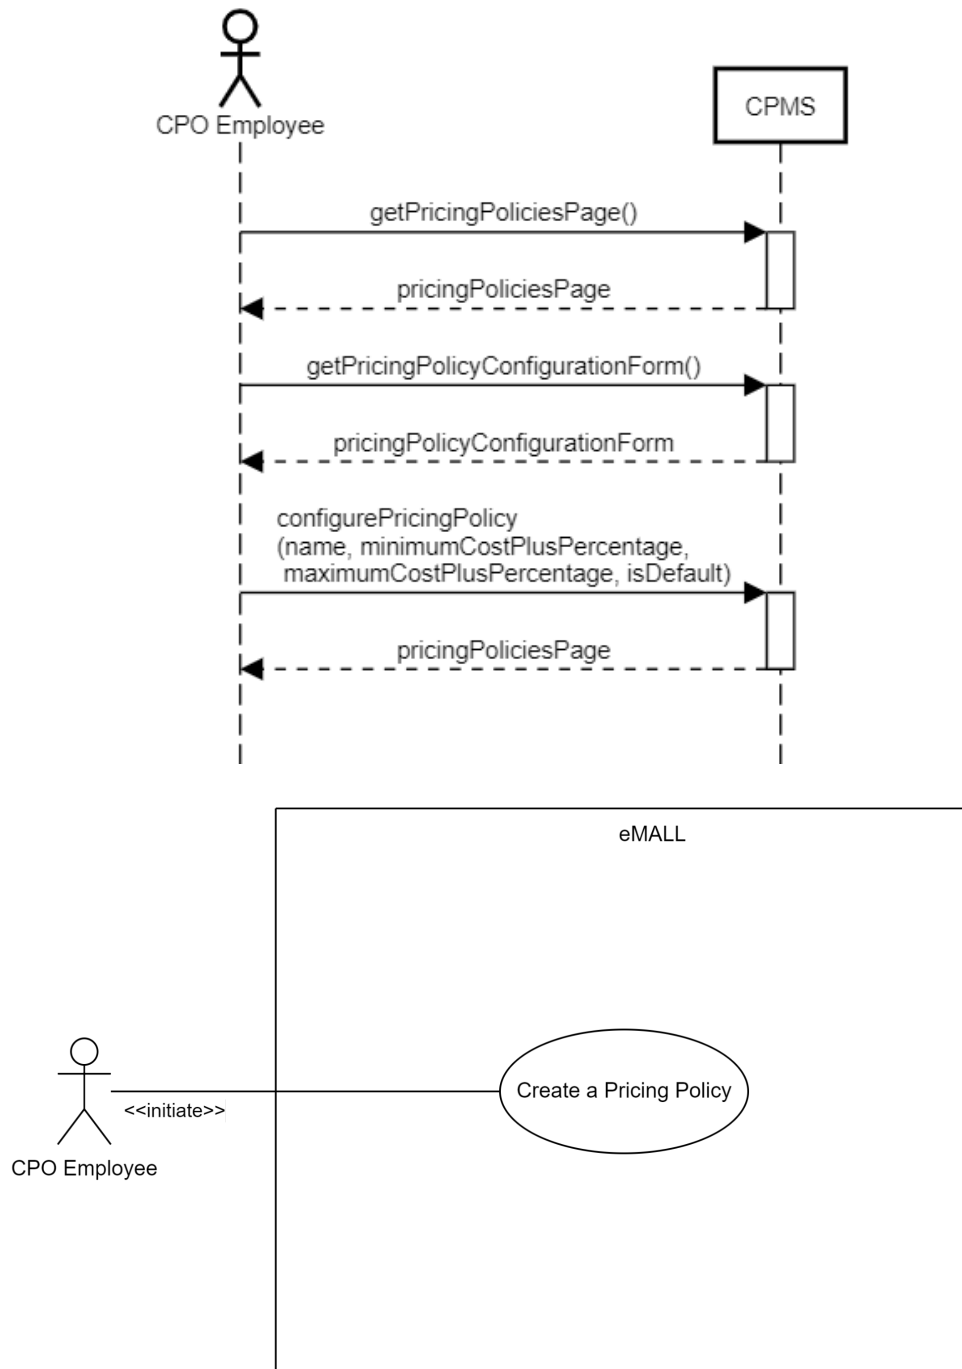 CPO Employee
CPMS
getPricingPoliciesPage()
pricingPoliciesPage
getPricingPolicyConfigurationForm()
pricingPolicyConfigurationForm
configurePricingPolicy
(name, minimumCostPlusPercentage,
maximumCostPlusPercentage, isDefault)
pricingPoliciesPage
eMALL
Create a Pricing Policy
<<initiate>>
CPO Employee